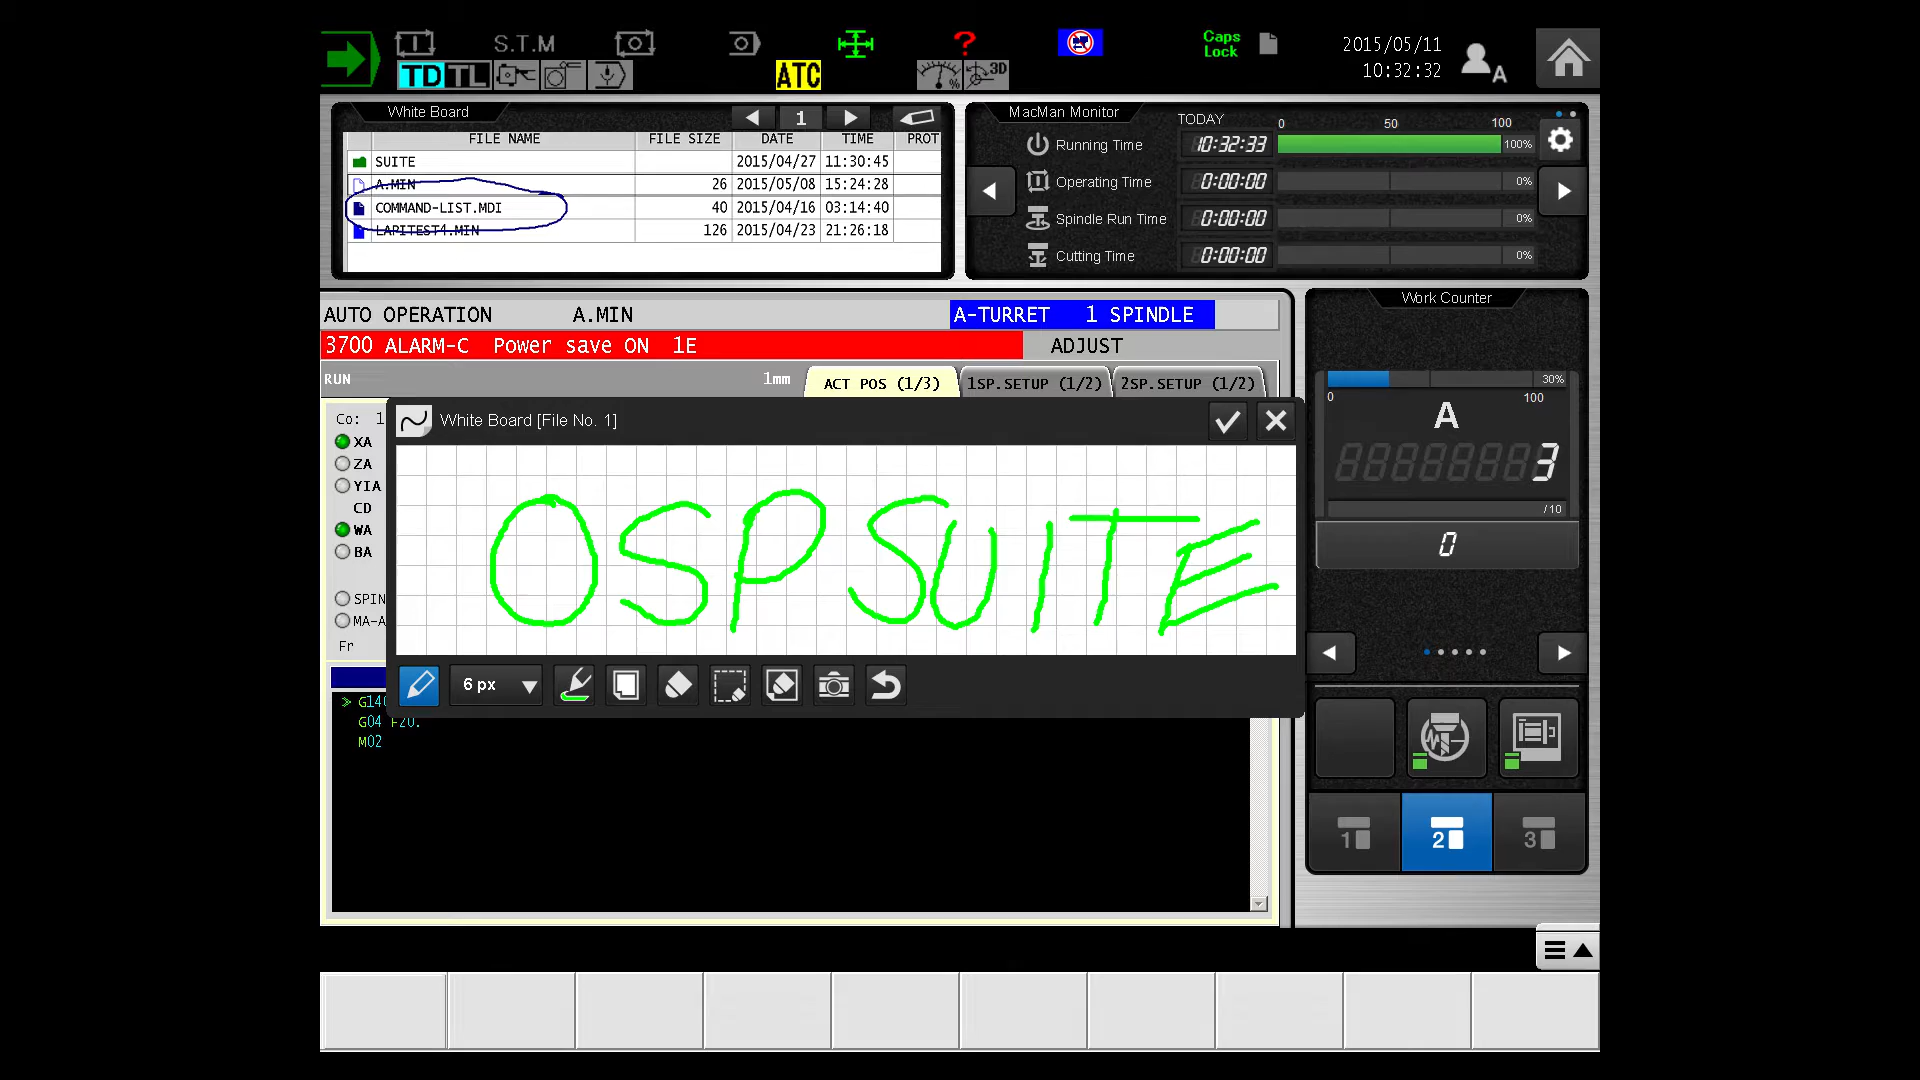 S.T.M
TD TL
ATC
%
3D
Caps
Lock
2015/05/11
10:32:32
A
White Board
1
FILE NAME FILE SIZE DATE TIME PROT
SUITE 2015/04/27 11:30:45
A.MIN 26 2015/05/08 15:24:28
COMMAND-LIST.MDI 40 2015/04/16 03:14:40
LAPITEST4.MIN 126 2015/04/23 21:26:18
MacMan Monitor
TODAY 0 50 100
Running Time 10:32:33 100%
Operating Time 0:00:00 0%
Spindle Run Time 0:00:00 0%
Cutting Time 0:00:00 0%
AUTO OPERATION A.MIN A-TURRET 1 SPINDLE
3700 ALARM-C Power save ON 1E ADJUST
RUN 1mm ACT POS (1/3) 1SP.SETUP (1/2) 2SP.SETUP (1/2)
Co: 1
XA
ZA
YIA
CD
WA
BA
SPIN
MA-A
Fr
White Board [File No. 1]
OSP SUITE
6 px
G140
G04 F20.
M02
Work Counter
30%
0 100
A
3
/10
0
1
2
3